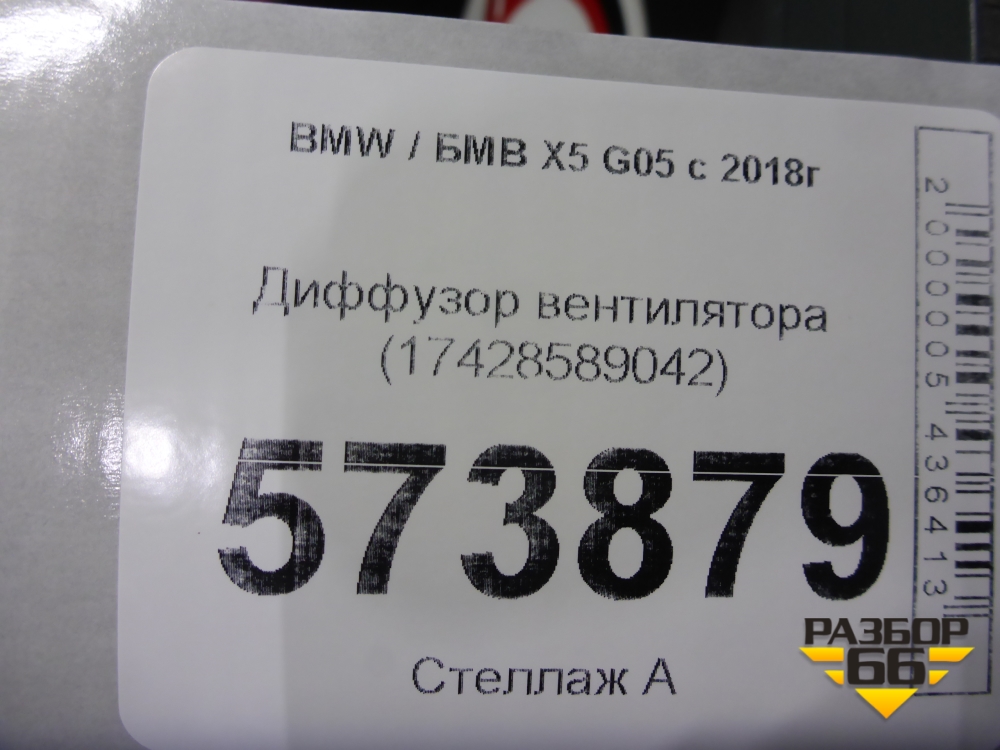 BMW / БМВ X5 G05 с 2018г
Диффузор вентилятора
(17428589042)
573879
Стеллаж А
2000005436413
РАЗБОР
66